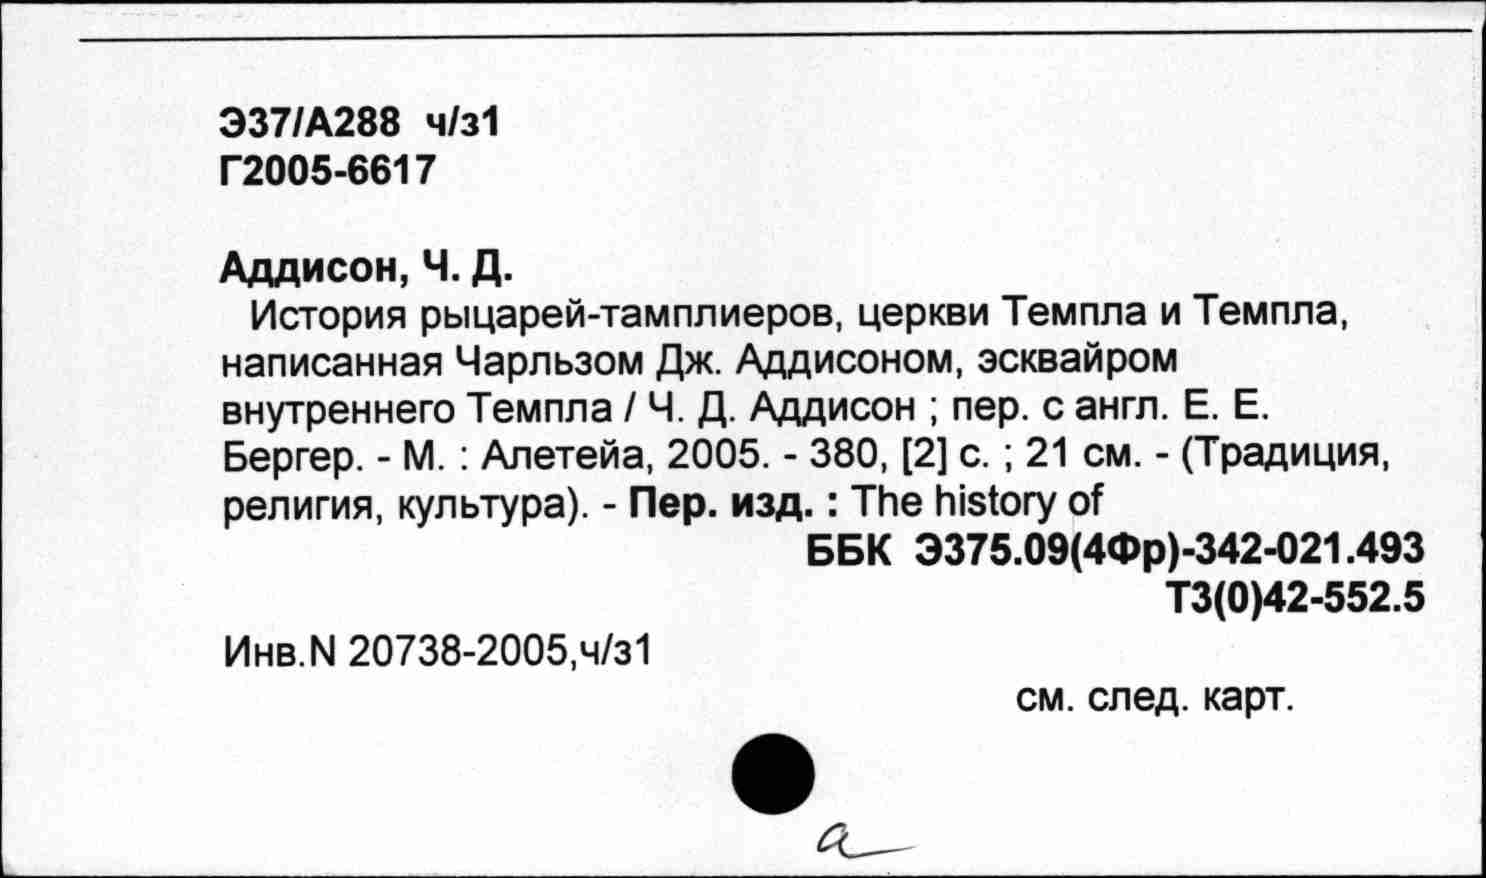 Э37/А288 ч/з1
Г2005-6617
Аддисон, Ч. Д.
История рыцарей-тамплиеров, церкви Темпла и Темпла,
написанная Чарльзом Дж. Аддисоном, эсквайром
внутреннего Темпла / Ч. Д. Аддисон ; пер. с англ. Е. Е.
Бергер. - М. : Алетейа, 2005. - 380, [2] с. ; 21 см. - (Традиция,
религия, культура). - Пер. изд. : The history of
ББК Э375.09(4Фр)-342-021.493
Т3(0)42-552.5
Инв.N 20738-2005,ч/з1
см. след. карт.
а